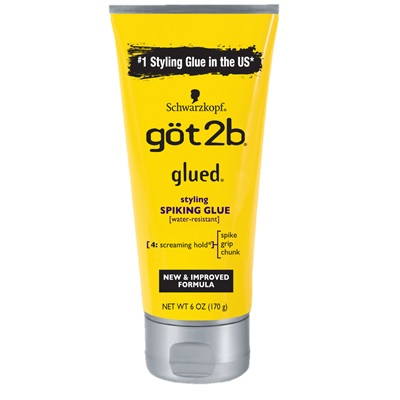 #1 Styling Glue in the US*
Schwarzkopf®
göt2b®
glued®
styling
SPIKING GLUE
[water-resistant]
[4: screaming hold*]
spike
grip
chunk
NEW & IMPROVED
FORMULA
NET WT 6 OZ (170 g)